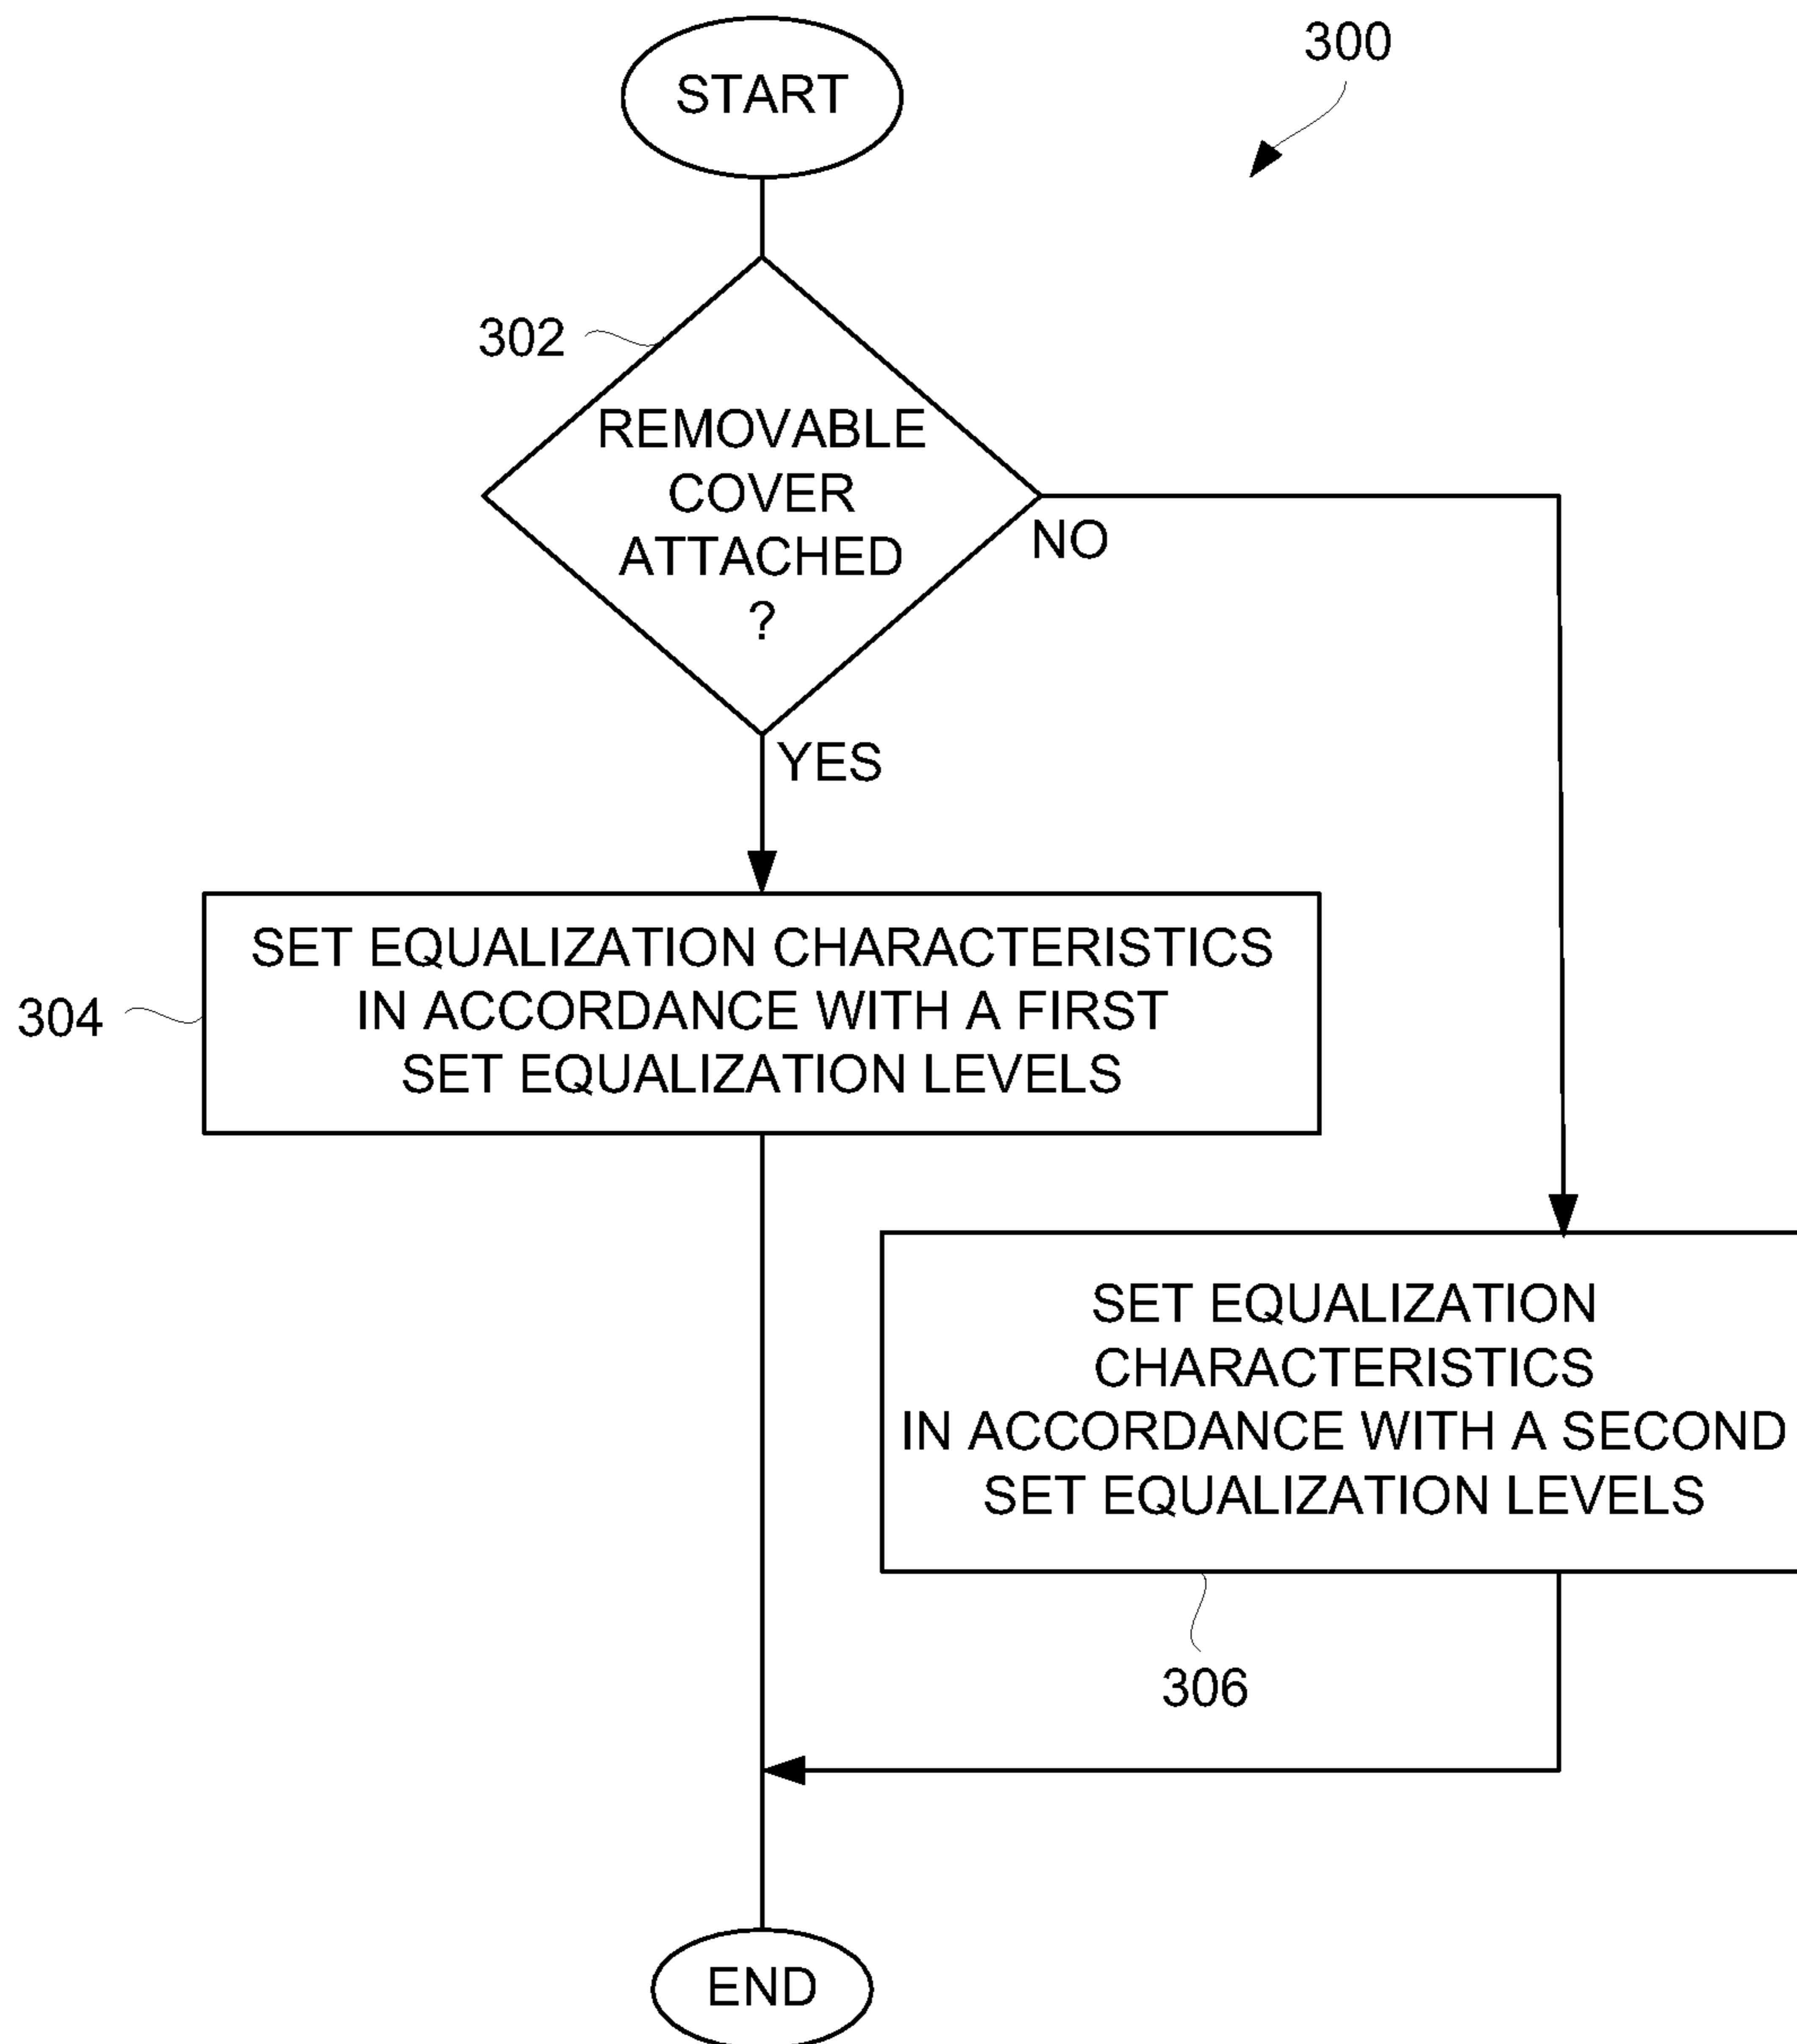 START
300
302
REMOVABLE
COVER
ATTACHED
?
NO
YES
304
SET EQUALIZATION CHARACTERISTICS
IN ACCORDANCE WITH A FIRST
SET EQUALIZATION LEVELS
SET EQUALIZATION
CHARACTERISTICS
IN ACCORDANCE WITH A SECOND
SET EQUALIZATION LEVELS
306
END